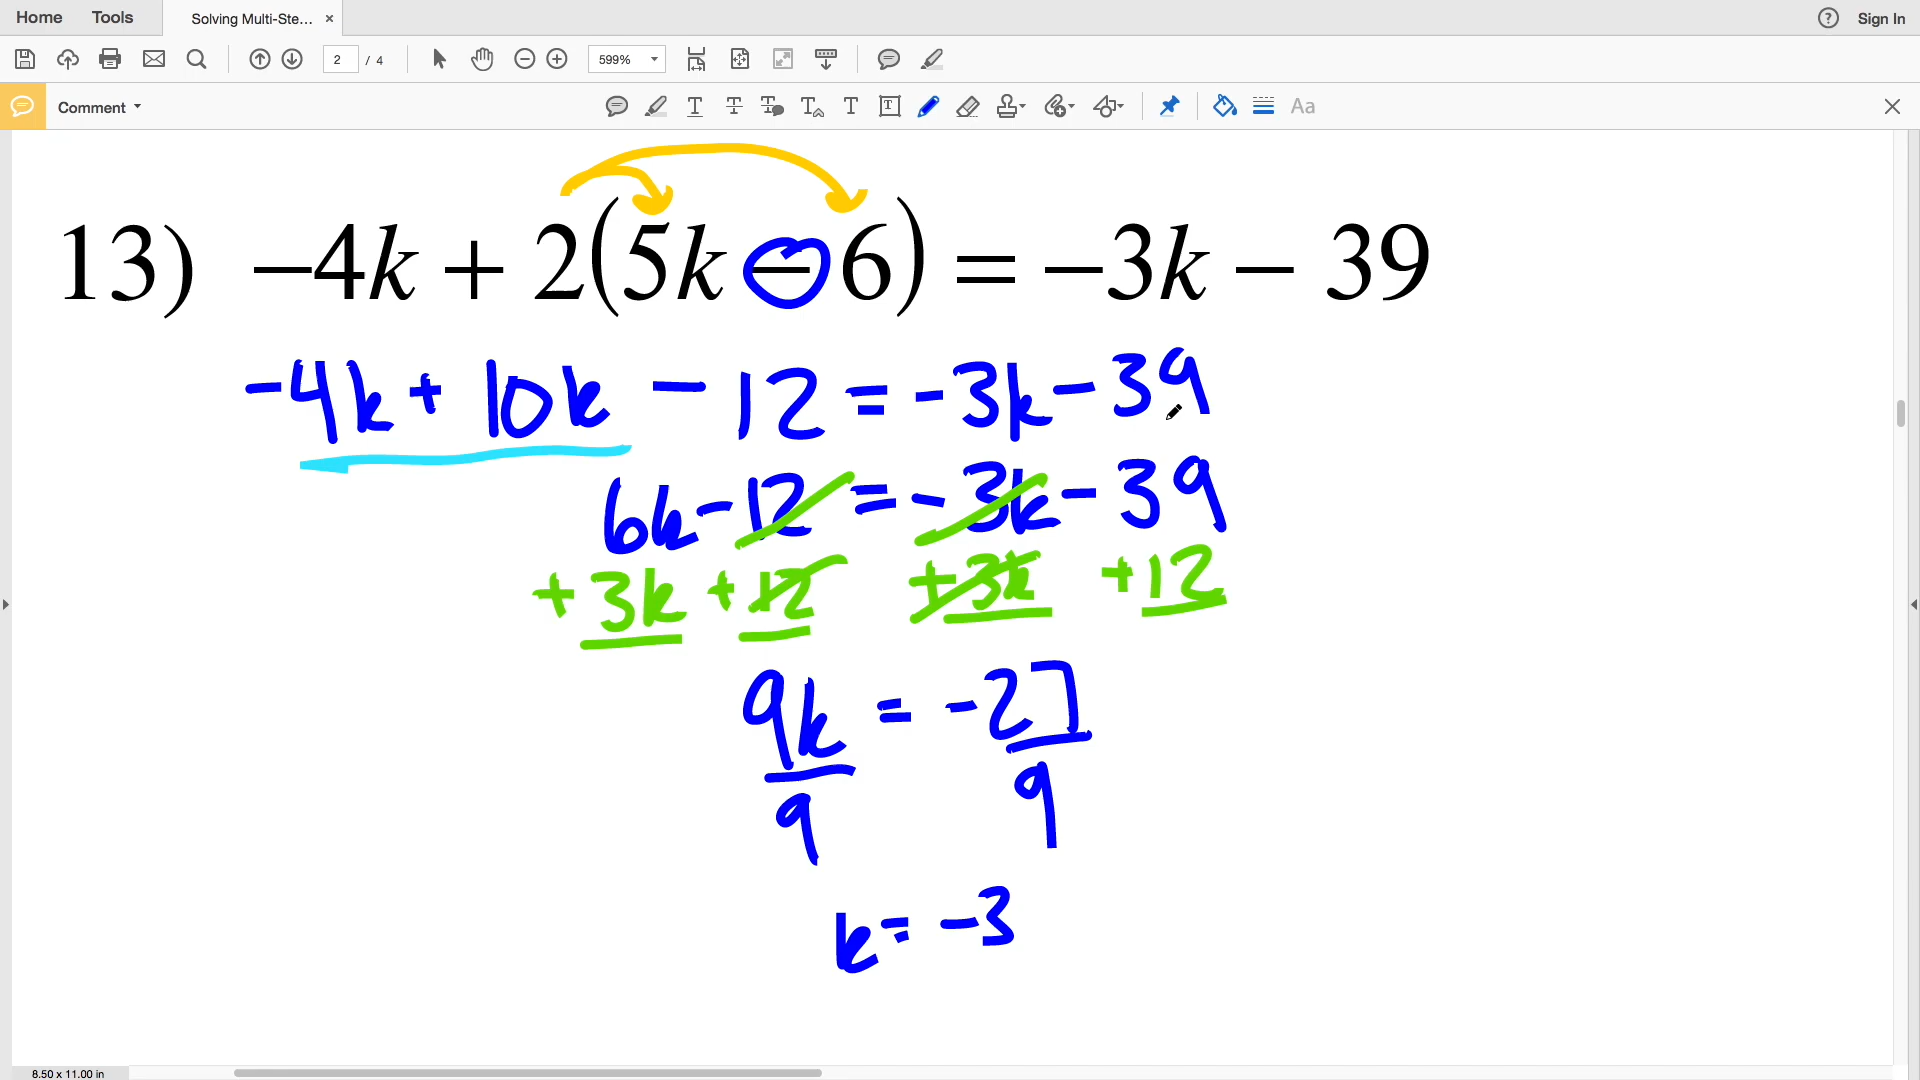 Home Tools Solving Multi-Ste... × ? Sign In
2 / 4 599%
Comment T T T T T T Aa
13) −4k + 2(5k − 6) = −3k − 39
-4k + 10k - 12 = -3k - 39
6k - 12 = -3k - 39
+3k +12 +3k +12
9k = -27
9 9
k = -3
8.50 x 11.00 in